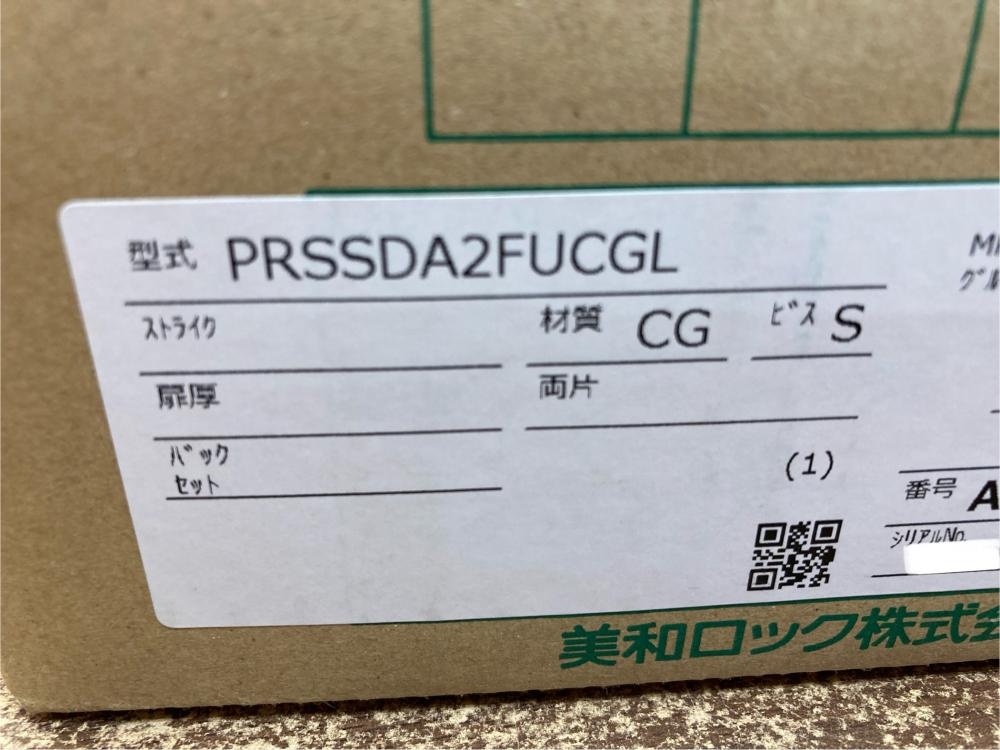 型式 PRSSDA2FUCGL
ｽﾄﾗｲｸ 材質 CG ﾋﾞｽ S
扉厚 両片
ﾊﾞｯｸ
ｾｯﾄ
(1)
番号 A
ｼﾘｱﾙNo.
美和ロック株式会